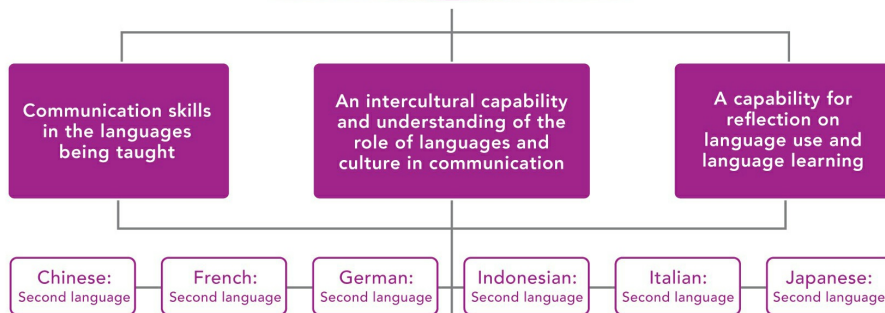 Communication skills
in the languages
being taught
An intercultural capability
and understanding of the
role of languages and
culture in communication
A capability for
reflection on
language use and
language learning
Chinese:
Second language
French:
Second language
German:
Second language
Indonesian:
Second language
Italian:
Second language
Japanese:
Second language